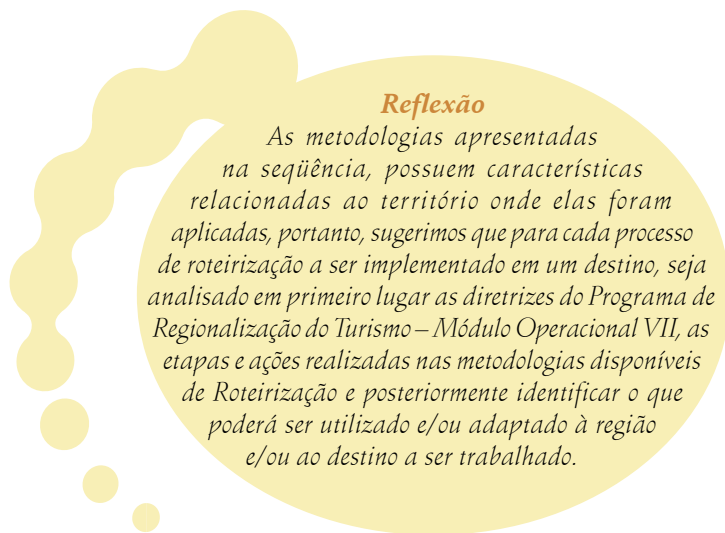 Reflexão
As metodologias apresentadas
na seqüência, possuem características
relacionadas ao território onde elas foram
aplicadas, portanto, sugerimos que para cada processo
de roteirização a ser implementado em um destino, seja
analisado em primeiro lugar as diretrizes do Programa de
Regionalização do Turismo – Módulo Operacional VII, as
etapas e ações realizadas nas metodologias disponíveis
de Roteirização e posteriormente identificar o que
poderá ser utilizado e/ou adaptado à região
e/ou ao destino a ser trabalhado.